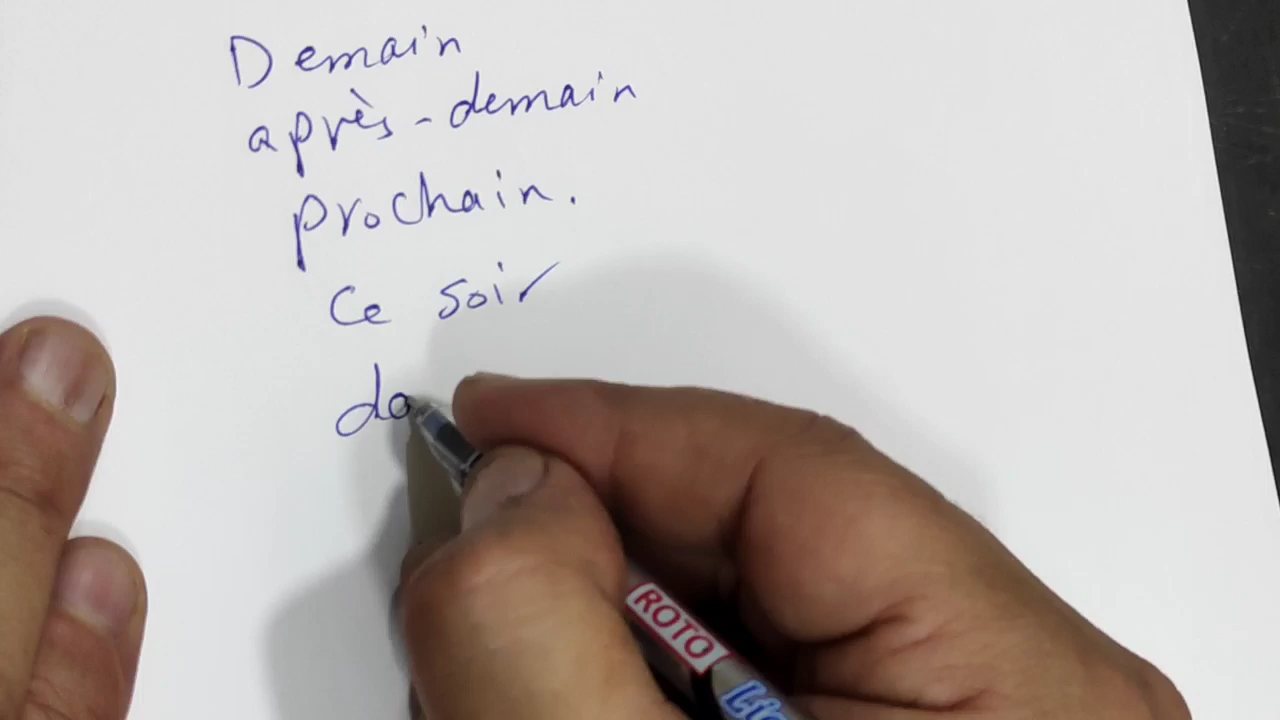 Demain
après-demain
prochain.
Ce soir
do
ROTO